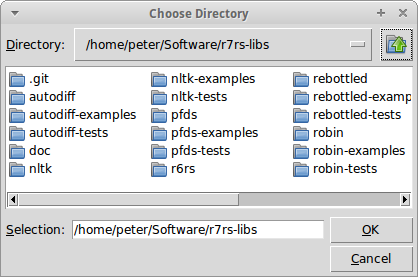 Choose Directory
Directory: /home/peter/Software/r7rs-libs
.git nltk-examples rebottled
autodiff nltk-tests rebottled-examp
autodiff-examples pfds rebottled-tests
autodiff-tests pfds-examples robin
doc pfds-tests robin-examples
nltk r6rs robin-tests
Selection: /home/peter/Software/r7rs-libs OK
Cancel